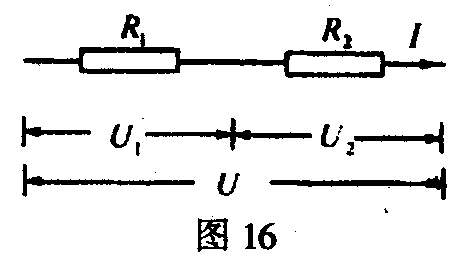 R₁ R₂ I
U₁ U₂
U
图 16